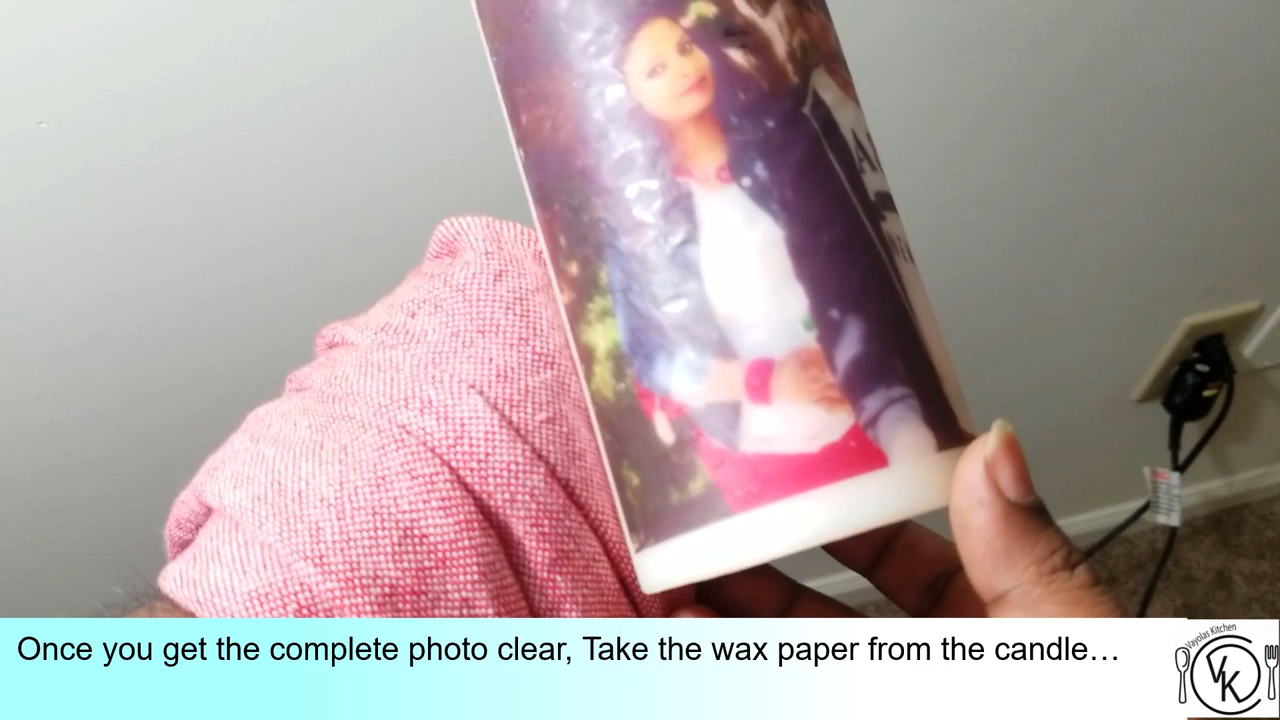 Once you get the complete photo clear, Take the wax paper from the candle…
Vayolas Kitchen
VK